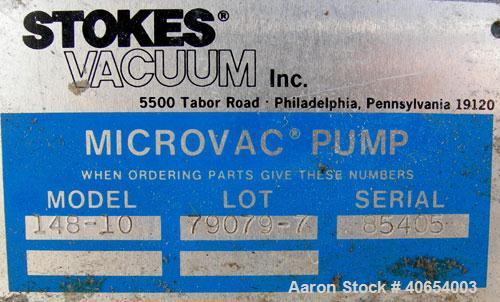 STOKES®
VACUUM Inc.
5500 Tabor Road · Philadelphia, Pennsylvania 19120
MICROVAC® PUMP
WHEN ORDERING PARTS GIVE THESE NUMBERS
MODEL LOT SERIAL
148-10 79079-7 85405
Aaron Stock # 40654003